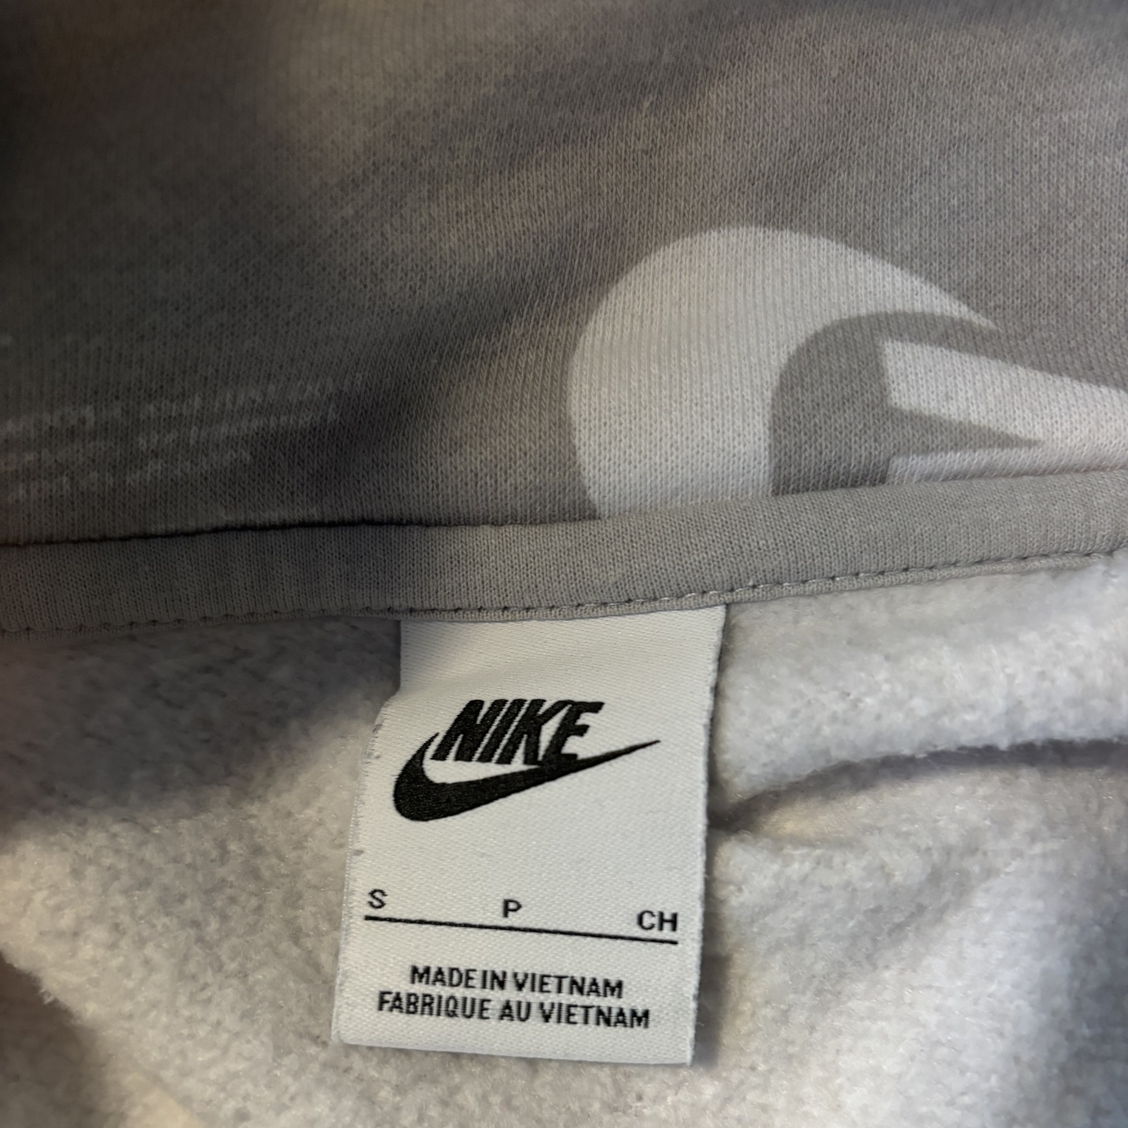 NIKE
S P CH
MADE IN VIETNAM
FABRIQUE AU VIETNAM